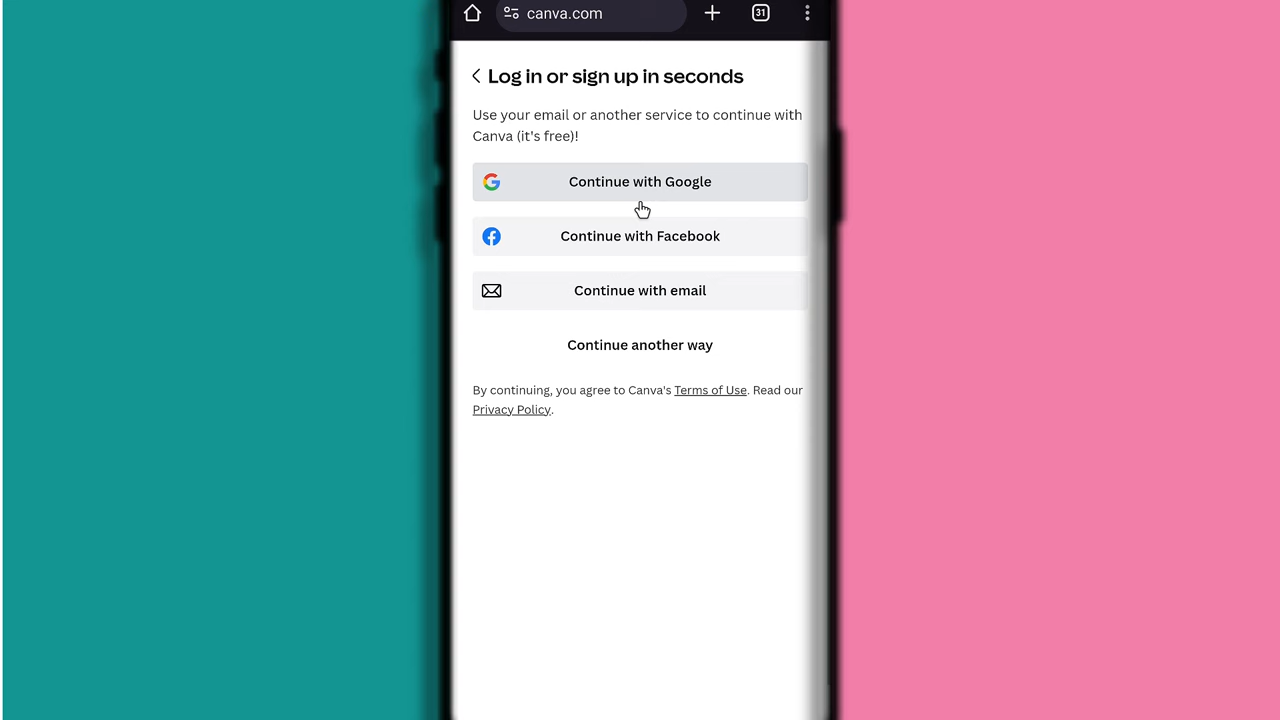 canva.com
31
Log in or sign up in seconds
Use your email or another service to continue with
Canva (it's free)!
Continue with Google
Continue with Facebook
Continue with email
Continue another way
By continuing, you agree to Canva's Terms of Use. Read our
Privacy Policy.